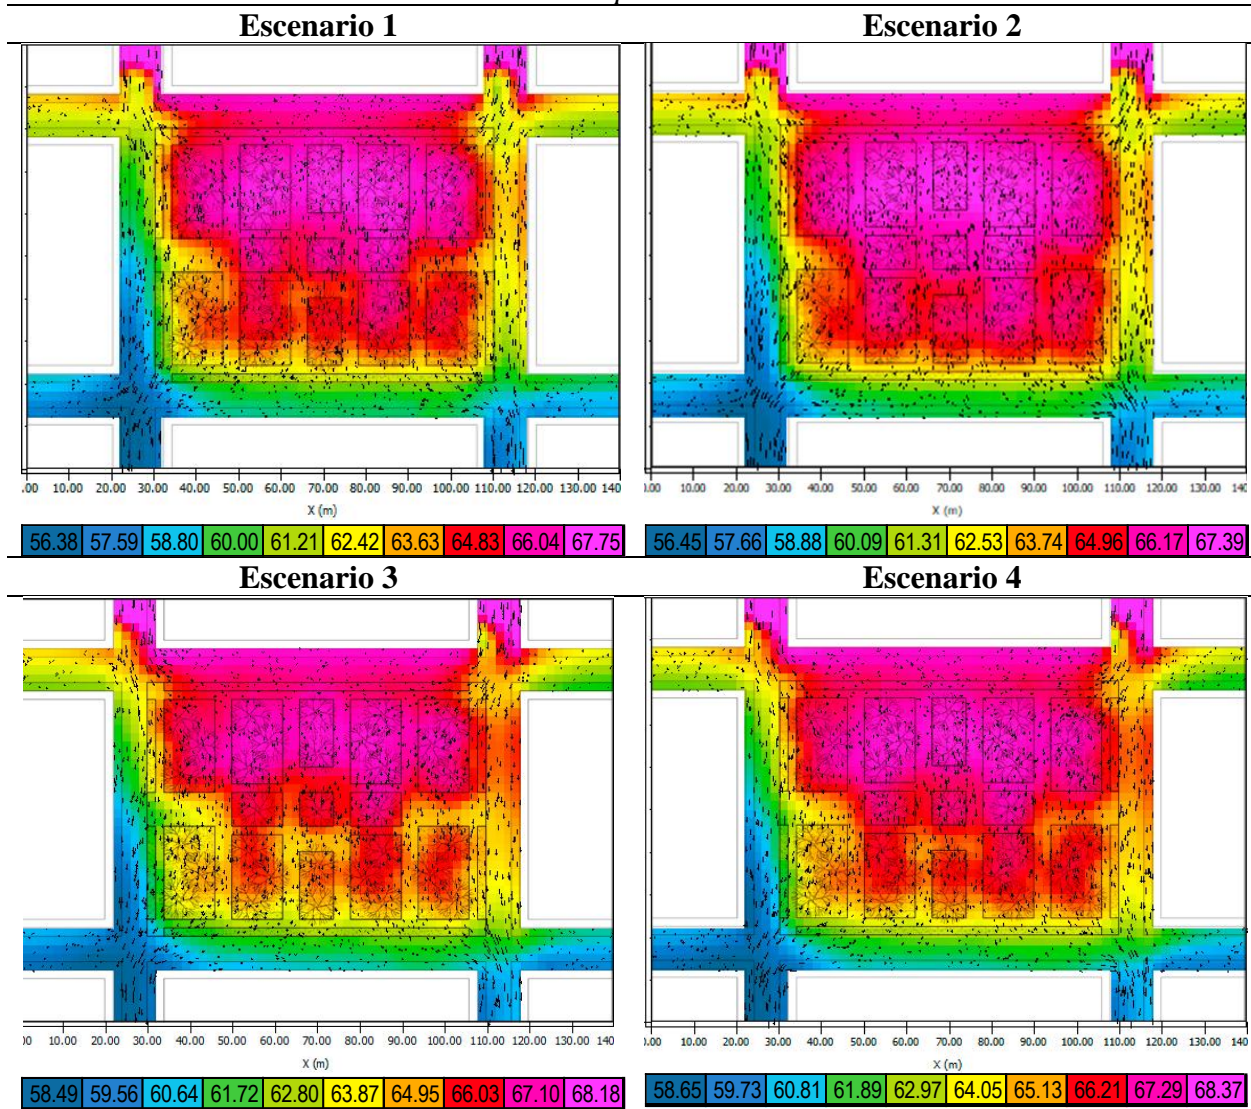 Escenario 1 Escenario 2
.00 10.00 20.00 30.00 40.00 50.00 60.00 70.00 80.00 90.00 100.00 110.00 120.00 130.00 140 ).00 10.00 20.00 30.00 40.00 50.00 60.00 70.00 80.00 90.00 100.00 110.00 120.00 130.00 140
X (m) X (m)
56.38 57.59 58.80 60.00 61.21 62.42 63.63 64.83 66.04 67.75 56.45 57.66 58.88 60.09 61.31 62.53 63.74 64.96 66.17 67.39
Escenario 3 Escenario 4
00 10.00 20.00 30.00 40.00 50.00 60.00 70.00 80.00 90.00 100.00 110.00 120.00 130.00 140 ).00 10.00 20.00 30.00 40.00 50.00 60.00 70.00 80.00 90.00 100.00 110.00 120.00 130.00 140
X (m) X (m)
58.49 59.56 60.64 61.72 62.80 63.87 64.95 66.03 67.10 68.18 58.65 59.73 60.81 61.89 62.97 64.05 65.13 66.21 67.29 68.37